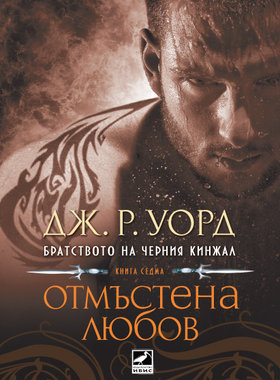 ДЖ. Р. УОРД
БРАТСТВОТО НА ЧЕРНИЯ КИНЖАЛ
КНИГА СЕДМА
ОТМЪСТЕНА
ЛЮБОВ
ИБИС